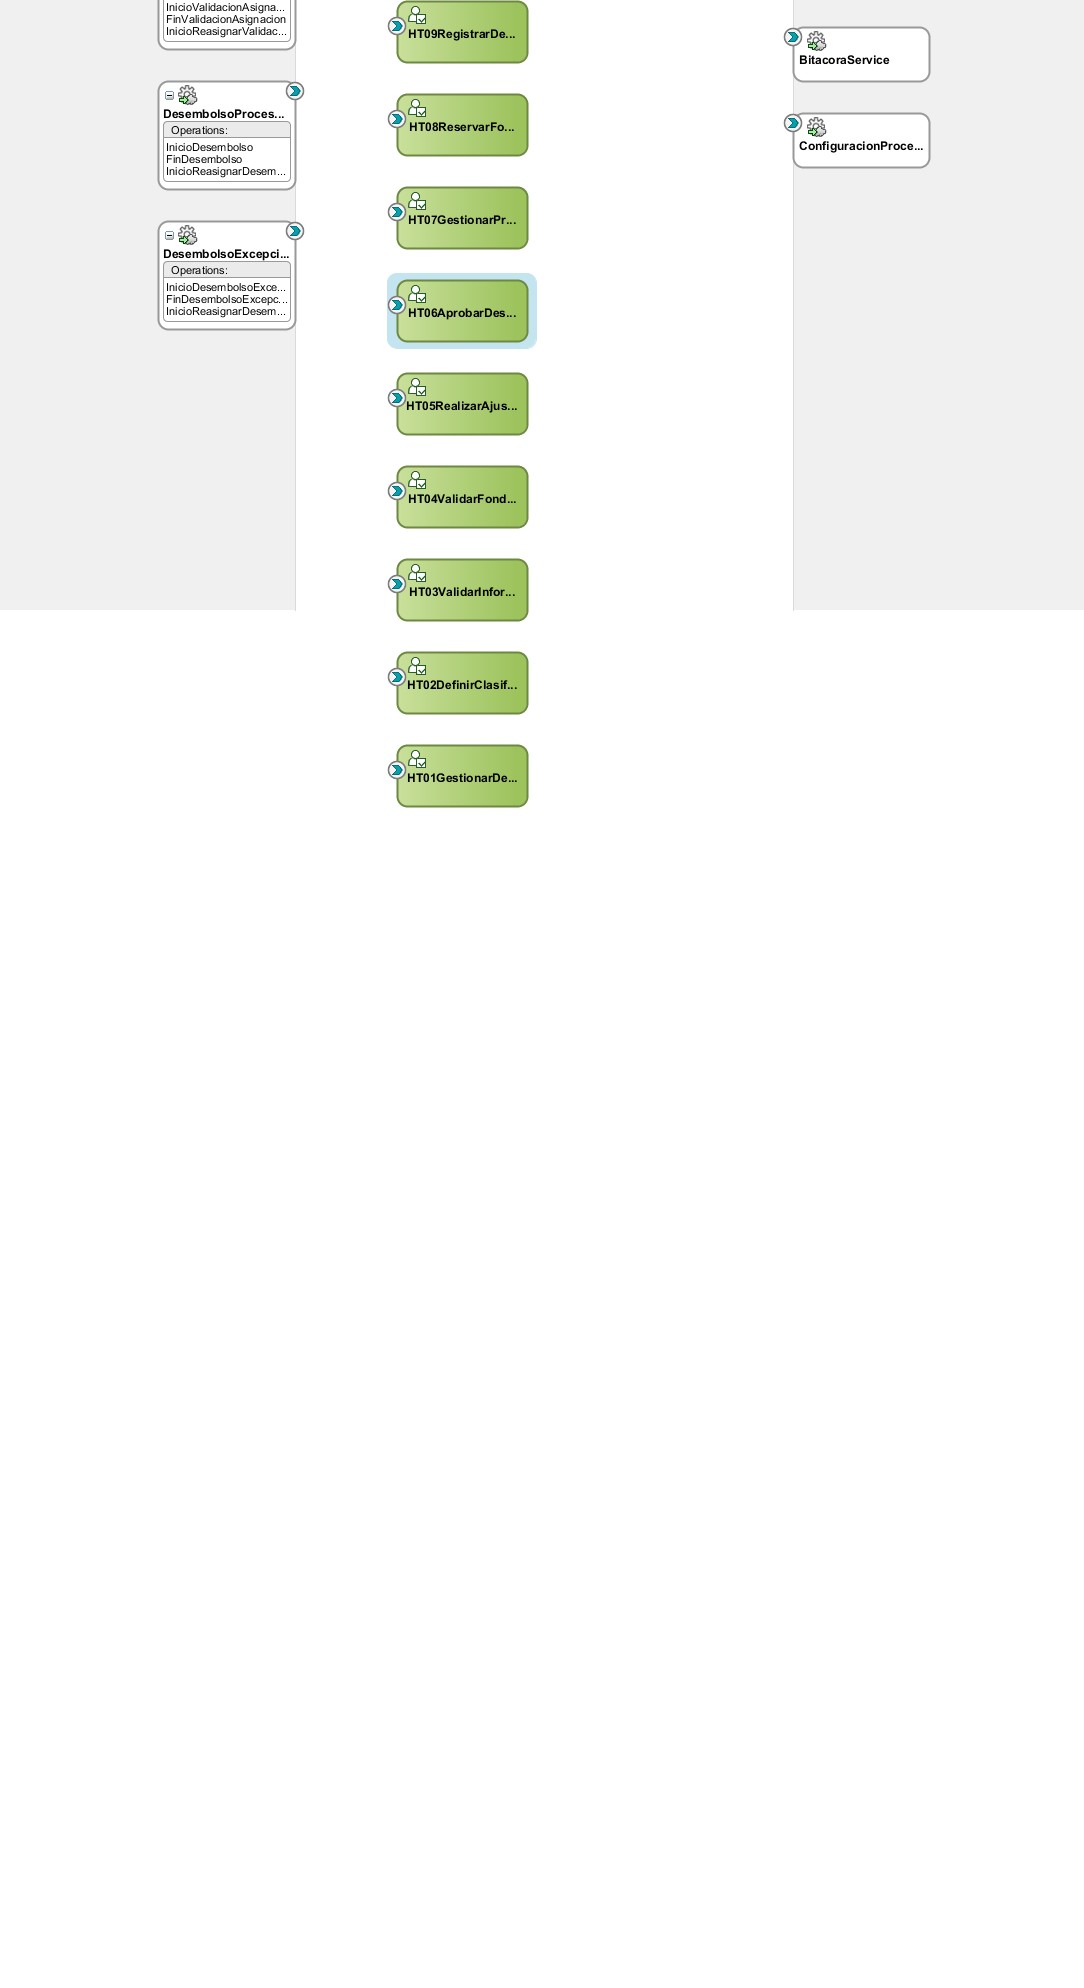 InicioValidacionAsigna...
FinValidacionAsignacion
InicioReasignarValidac...
DesembolsoProces...
Operations:
InicioDesembolso
FinDesembolso
InicioReasignarDesem...
DesembolsoExcepci...
Operations:
InicioDesembolsoExce...
FinDesembolsoExcepc...
InicioReasignarDesem...
HT09RegistrarDe...
HT08ReservarFo...
HT07GestionarPr...
HT06AprobarDes...
HT05RealizarAjus...
HT04ValidarFond...
HT03ValidarInfor...
HT02DefinirClasif...
HT01GestionarDe...
BitacoraService
ConfiguracionProce...